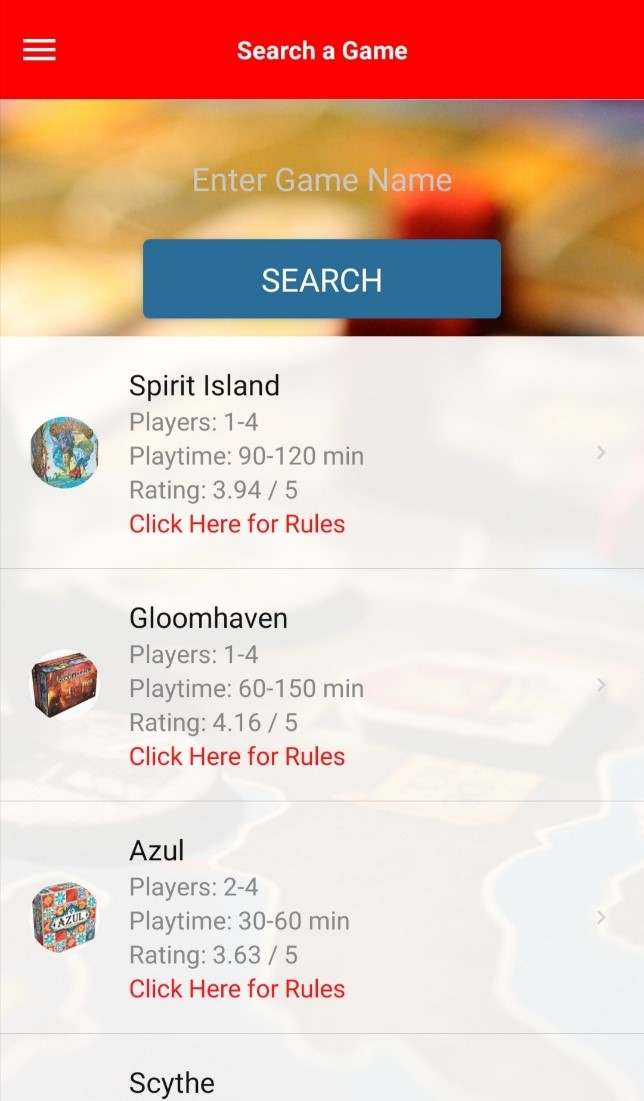 Search a Game
Enter Game Name
SEARCH
Spirit Island
Players: 1-4
Playtime: 90-120 min
Rating: 3.94 / 5
Click Here for Rules
Gloomhaven
Players: 1-4
Playtime: 60-150 min
Rating: 4.16 / 5
Click Here for Rules
AZUL
Azul
Players: 2-4
Playtime: 30-60 min
Rating: 3.63 / 5
Click Here for Rules
Scythe